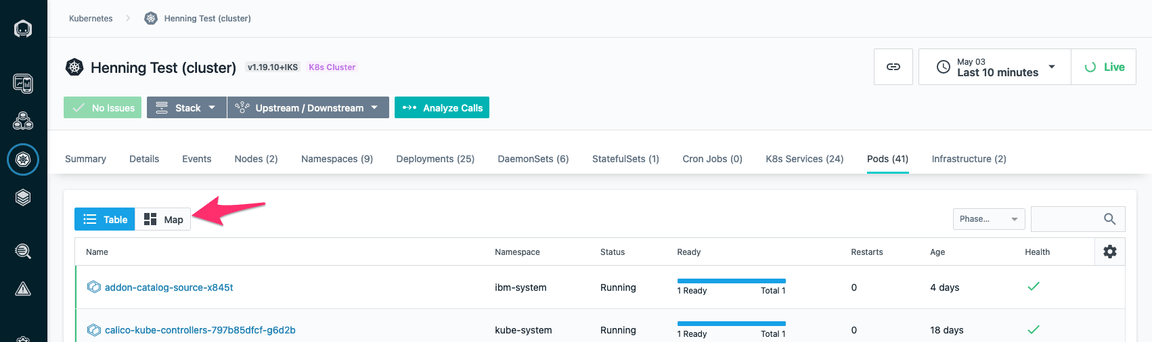 Kubernetes > Henning Test (cluster)
Henning Test (cluster) v1.19.10+IKS K8s Cluster
May 03
Last 10 minutes
Live
No Issues Stack Upstream / Downstream Analyze Calls
Summary Details Events Nodes (2) Namespaces (9) Deployments (25) DaemonSets (6) StatefulSets (1) Cron Jobs (0) K8s Services (24) Pods (41) Infrastructure (2)
Table Map Phase...
Name Namespace Status Ready Restarts Age Health
addon-catalog-source-x845t ibm-system Running 0 4 days
1 Ready Total 1
calico-kube-controllers-797b85dfcf-g6d2b kube-system Running 0 18 days
1 Ready Total 1